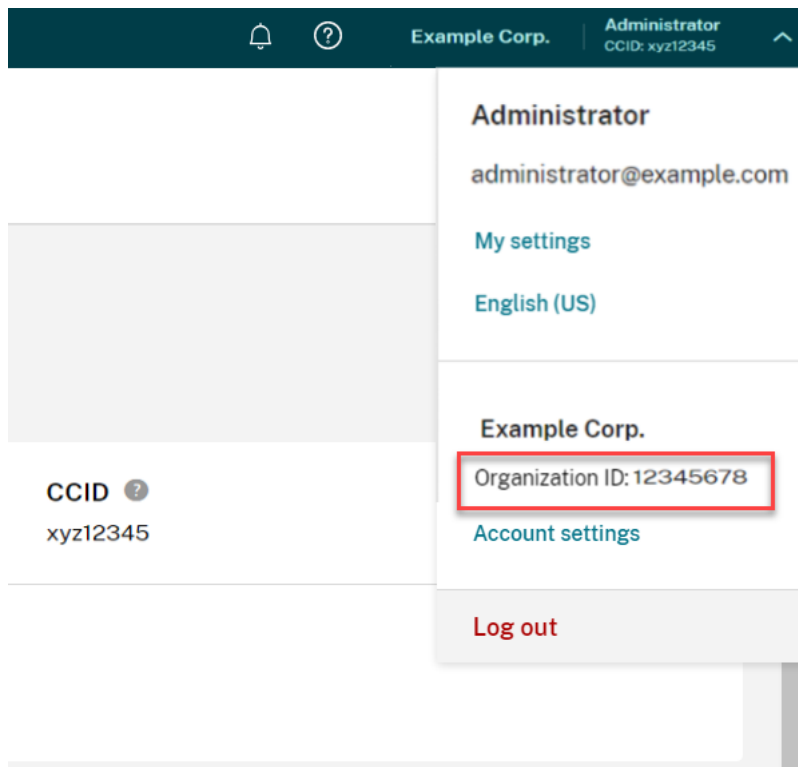 Example Corp.
Administrator
CCID: xyz12345
Administrator
administrator@example.com
My settings
English (US)
Example Corp.
Organization ID: 12345678
Account settings
Log out
CCID ?
xyz12345